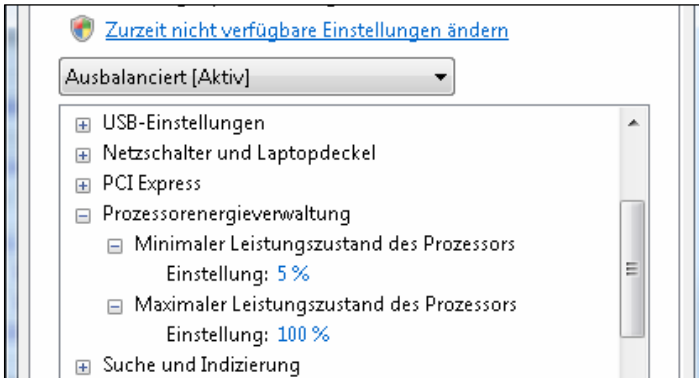 Zurzeit nicht verfügbare Einstellungen ändern
Ausbalanciert [Aktiv]
USB-Einstellungen
Netzschalter und Laptopdeckel
PCI Express
Prozessorenergieverwaltung
Minimaler Leistungszustand des Prozessors
Einstellung: 5 %
Maximaler Leistungszustand des Prozessors
Einstellung: 100 %
Suche und Indizierung